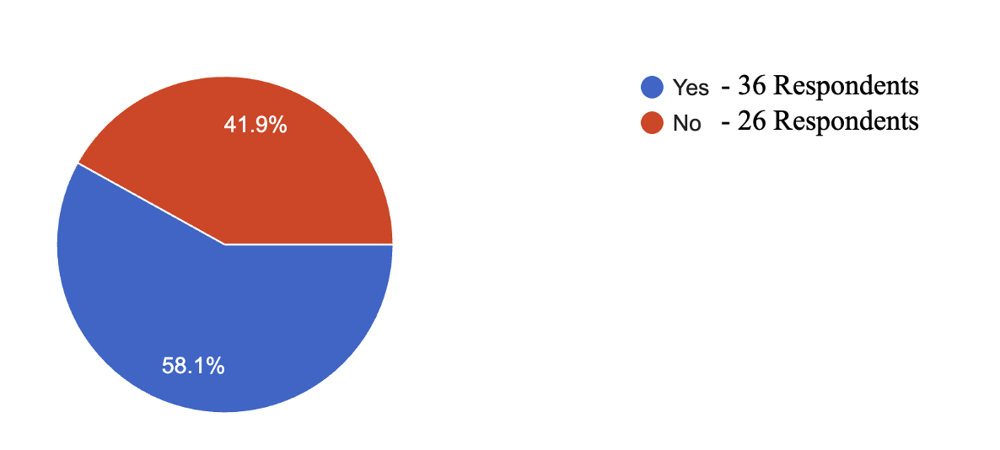 Yes - 36 Respondents
No - 26 Respondents
41.9%
58.1%